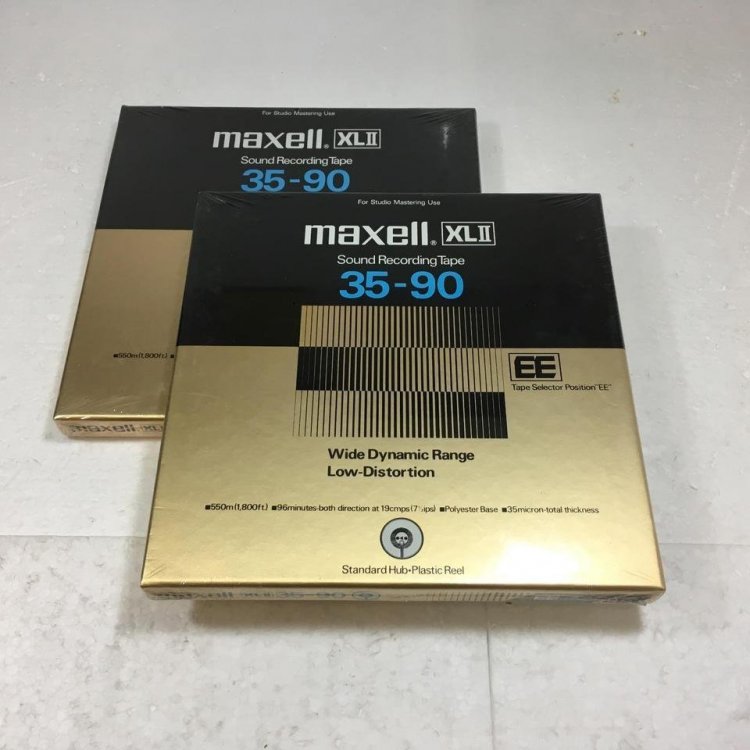 For Studio Mastering Use
maxell® XLII
Sound Recording Tape
35-90
■550m(1,800ft.)
maxell XLII
For Studio Mastering Use
maxell® XLII
Sound Recording Tape
35-90
EE
Tape Selector Position "EE"
Wide Dynamic Range
Low-Distortion
■550m(1,800ft.) ■96minutes-both direction at 19cmps(7½ips) ■Polyester Base ■35micron-total thickness
Standard Hub•Plastic Reel
maxell XLII 35-90